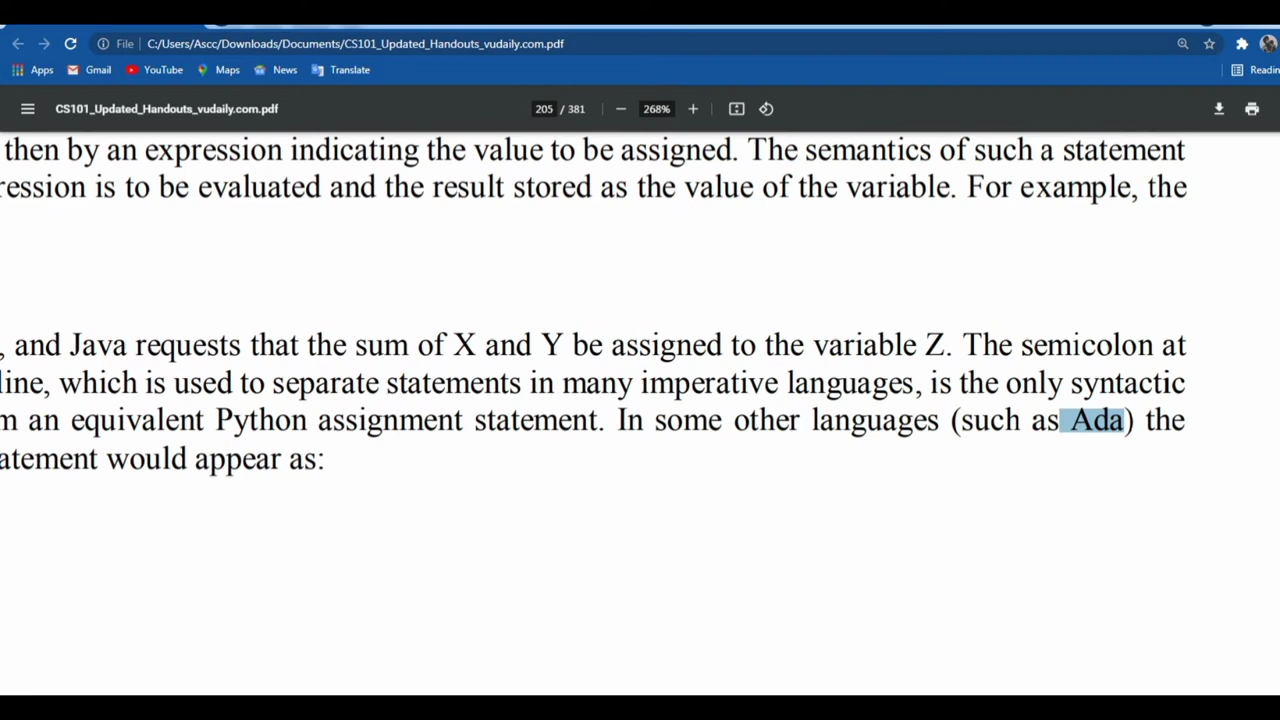 File C:/Users/Ascc/Downloads/Documents/CS101_Updated_Handouts_vudaily.com.pdf
Apps Gmail YouTube Maps News Translate Readin
CS101_Updated_Handouts_vudaily.com.pdf 205 / 381 268%
then by an expression indicating the value to be assigned. The semantics of such a statement
ression is to be evaluated and the result stored as the value of the variable. For example, the
, and Java requests that the sum of X and Y be assigned to the variable Z. The semicolon at
line, which is used to separate statements in many imperative languages, is the only syntactic
m an equivalent Python assignment statement. In some other languages (such as Ada) the
atement would appear as: